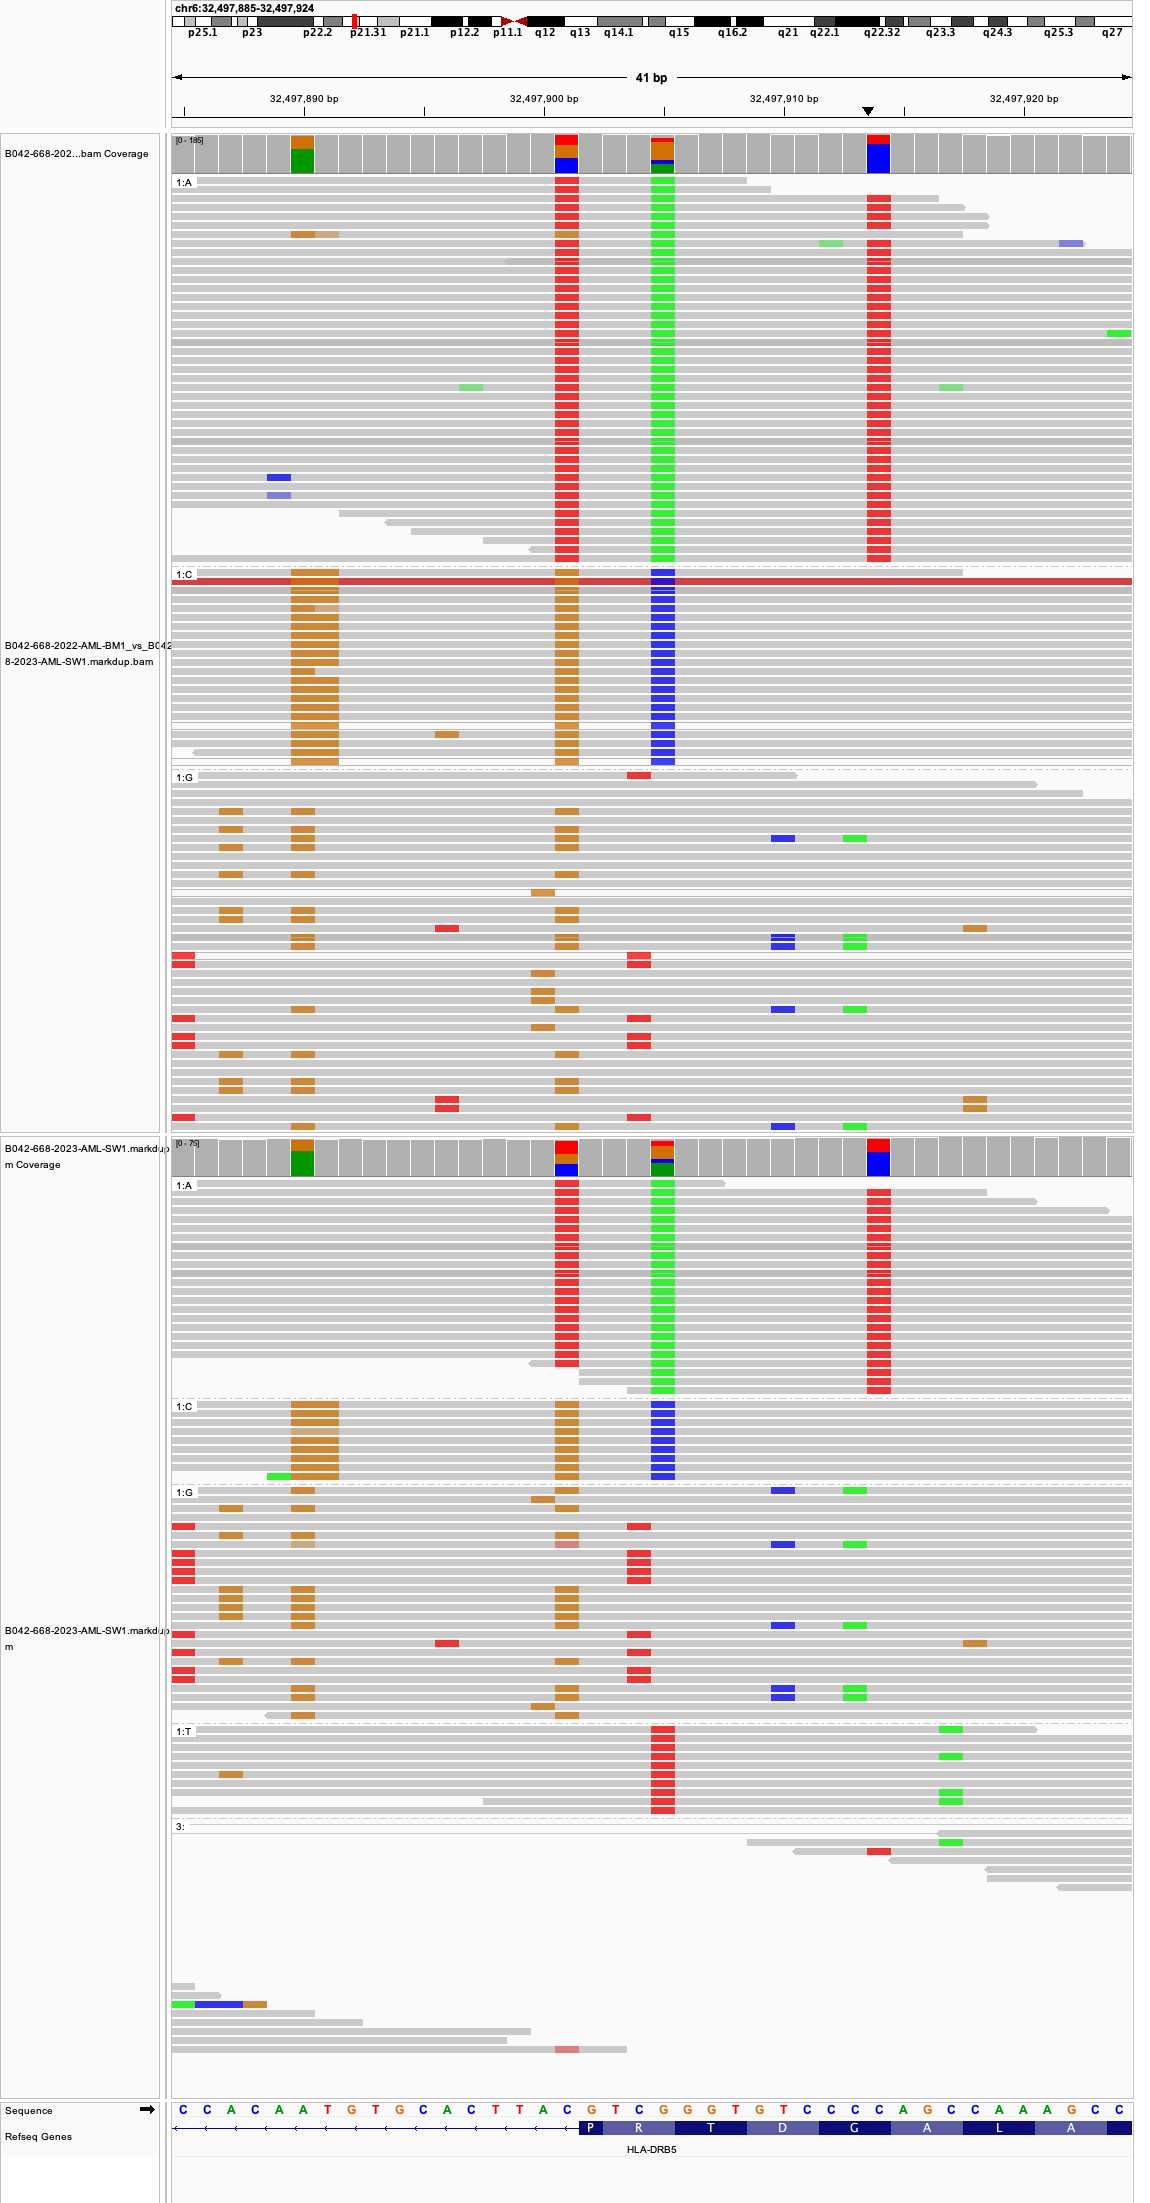 chr6:32,497,885-32,497,924
p25.1 p23 p22.2 p21.31 p21.1 p12.2 p11.1 q12 q13 q14.1 q15 q16.2 q21 q22.1 q22.32 q23.3 q24.3 q25.3 q27
41 bp
32,497,890 bp 32,497,900 bp 32,497,910 bp 32,497,920 bp
B042-668-202...bam Coverage
[0 - 185]
1:A
1:C
B042-668-2022-AML-BM1_vs_B042
8-2023-AML-SW1.markdup.bam
1:G
B042-668-2023-AML-SW1.markdup
m Coverage
[0 - 75]
1:A
1:C
1:G
B042-668-2023-AML-SW1.markdup
m
1:T
3:
Sequence
C C A C A A T G T G C A C T T A C G T C G G G T G T C C C C A G C C A A A G C C
Refseq Genes
P R T D G A L A
HLA-DRB5